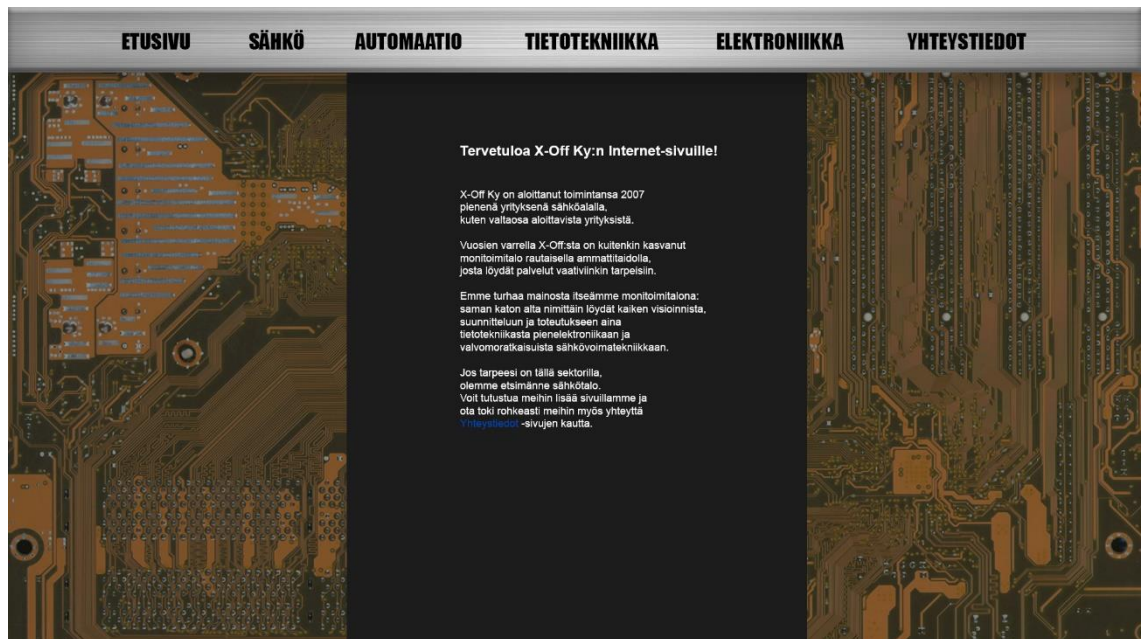 ETUSIVU SÄHKÖ AUTOMAATIO TIETOTEKNIIKKA ELEKTRONIIKKA YHTEYSTIEDOT
Tervetuloa X-Off Ky:n Internet-sivuille!
X-Off Ky on aloittanut toimintansa 2007
pienenä yrityksenä sähköalalla,
kuten valtaosa aloittavista yrityksistä.
Vuosien varrella X-Off:sta on kuitenkin kasvanut
monitoimitalo rautaisella ammattitaidolla,
josta löydät palvelut vaativiinkin tarpeisiin.
Emme turhaa mainosta itseämme monitoimitalona:
saman katon alta nimittäin löydät kaiken visioinnista,
suunnitteluun ja toteutukseen aina
tietotekniikasta pienelektroniikaan ja
valvomoratkaisuista sähkövoimatekniikkaan.
Jos tarpeesi on tällä sektorilla,
olemme etsimänne sähkötalo.
Voit tutustua meihin lisää sivuillamme ja
ota toki rohkeasti meihin myös yhteyttä
Yhteystiedot -sivujen kautta.